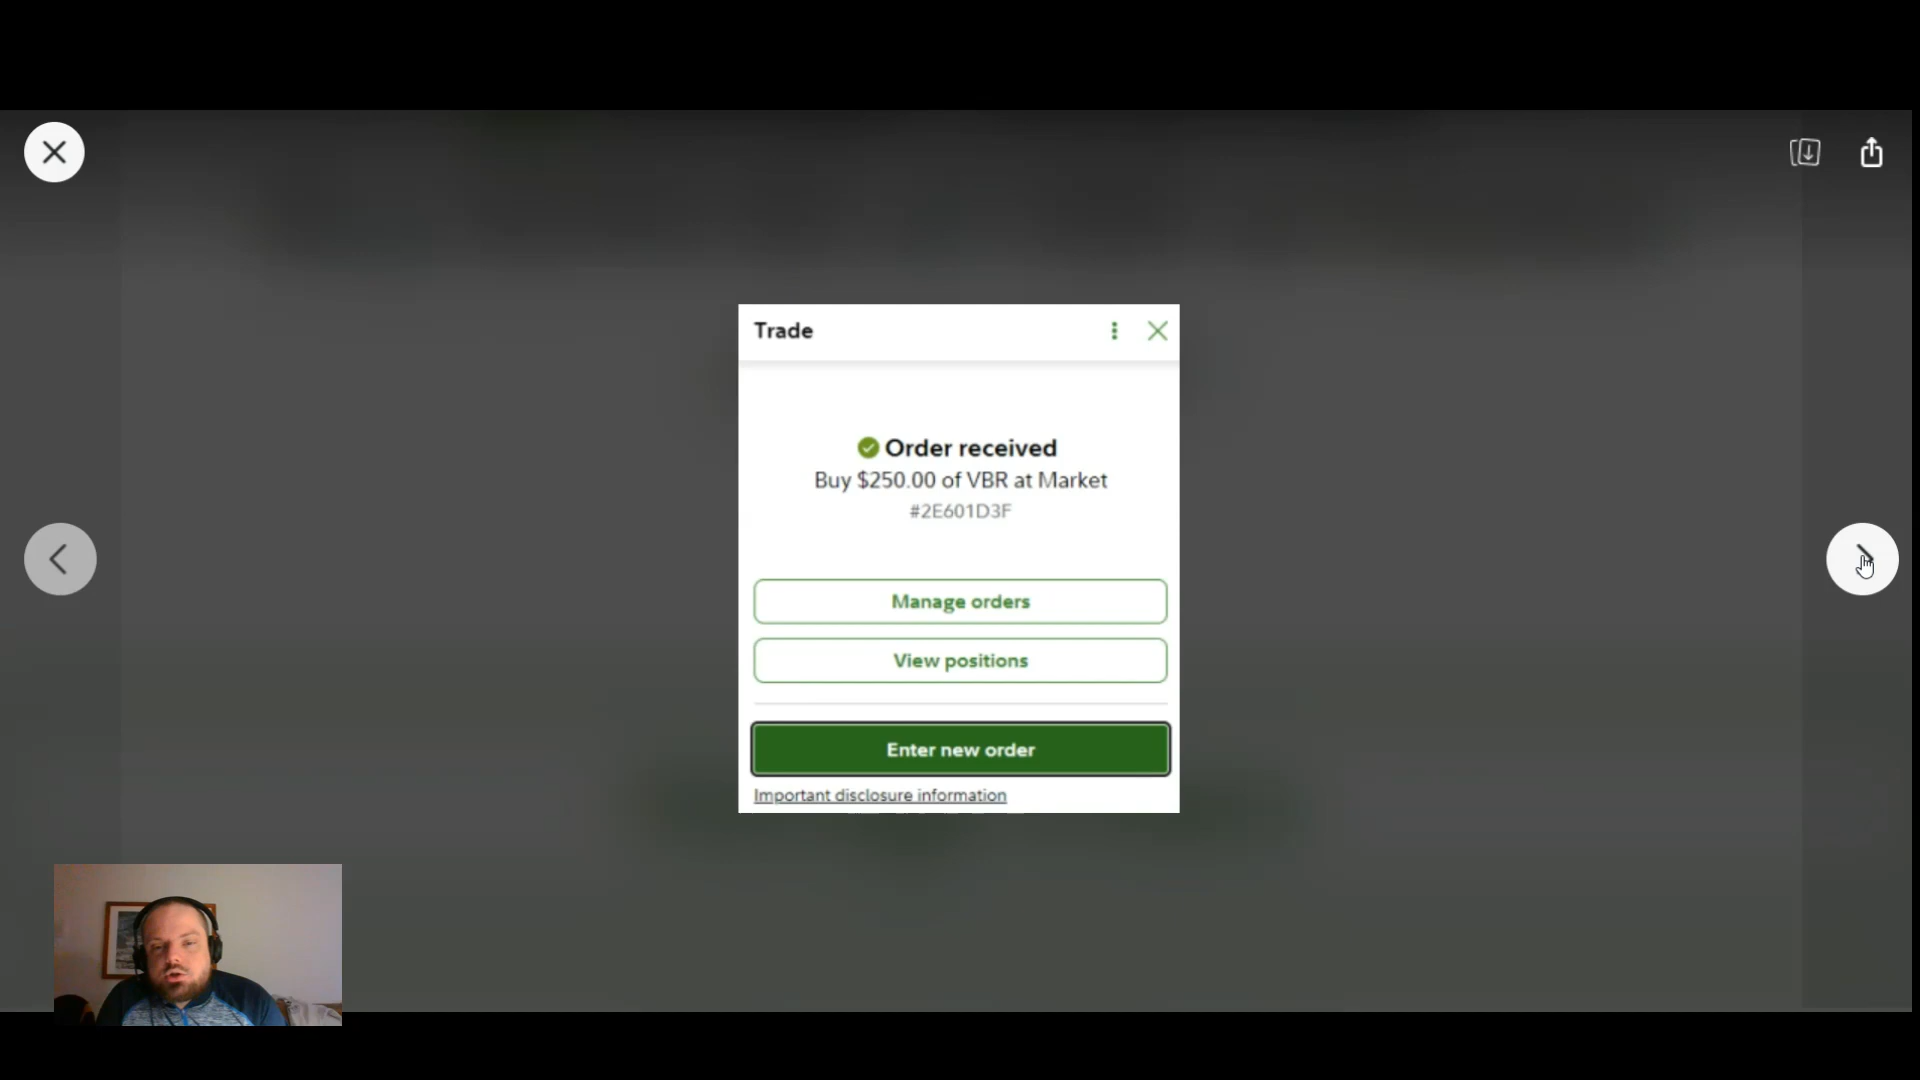 Trade
Order received
Buy $250.00 of VBR at Market
#2E601D3F
Manage orders
View positions
Enter new order
Important disclosure information